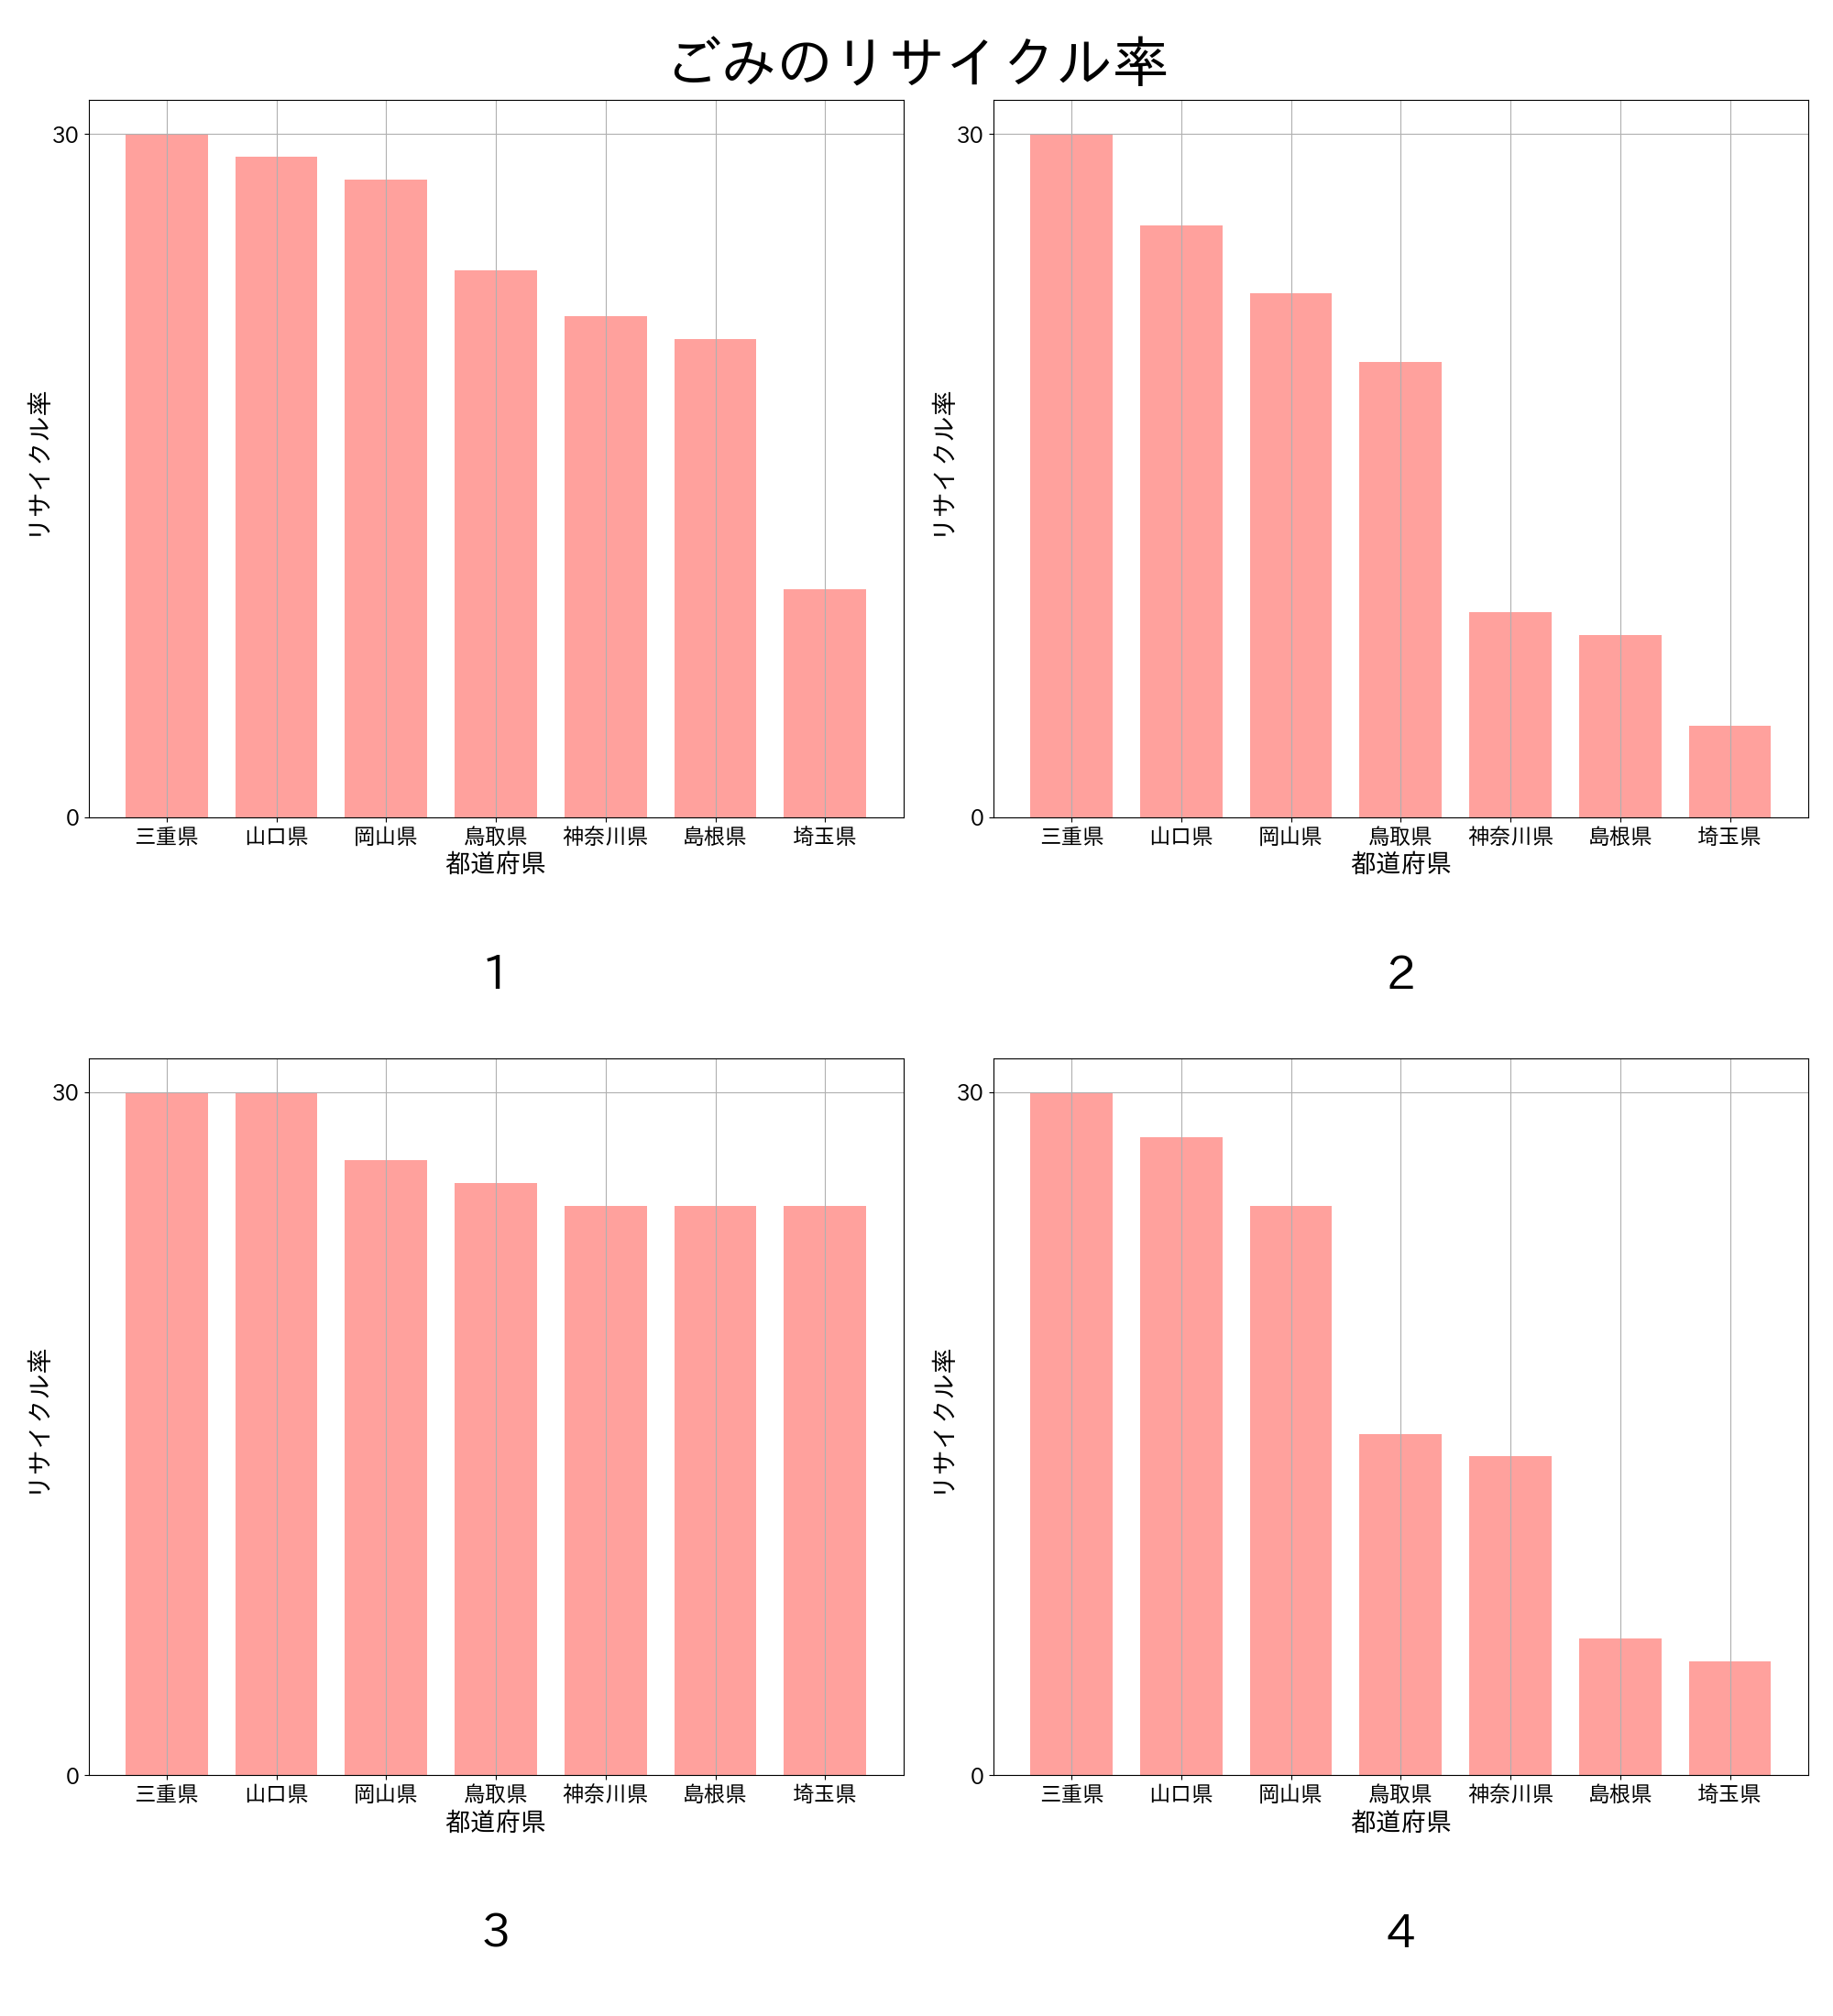 ごみのリサイクル率
30
0
リサイクル率
三重県 山口県 岡山県 鳥取県 神奈川県 島根県 埼玉県
都道府県
1
30
0
リサイクル率
三重県 山口県 岡山県 鳥取県 神奈川県 島根県 埼玉県
都道府県
2
30
0
リサイクル率
三重県 山口県 岡山県 鳥取県 神奈川県 島根県 埼玉県
都道府県
3
30
0
リサイクル率
三重県 山口県 岡山県 鳥取県 神奈川県 島根県 埼玉県
都道府県
4